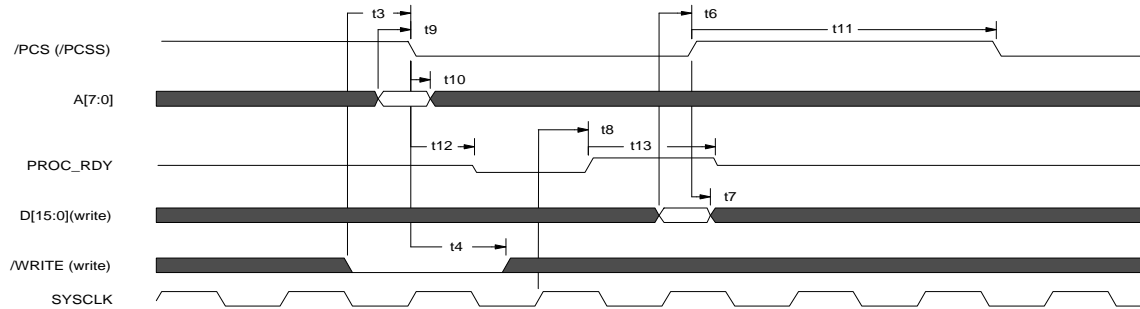 t3
t6
t9
t11
/PCS (/PCSS)
t10
A[7:0]
t8
t12
t13
PROC_RDY
t7
D[15:0](write)
t4
/WRITE (write)
SYSCLK